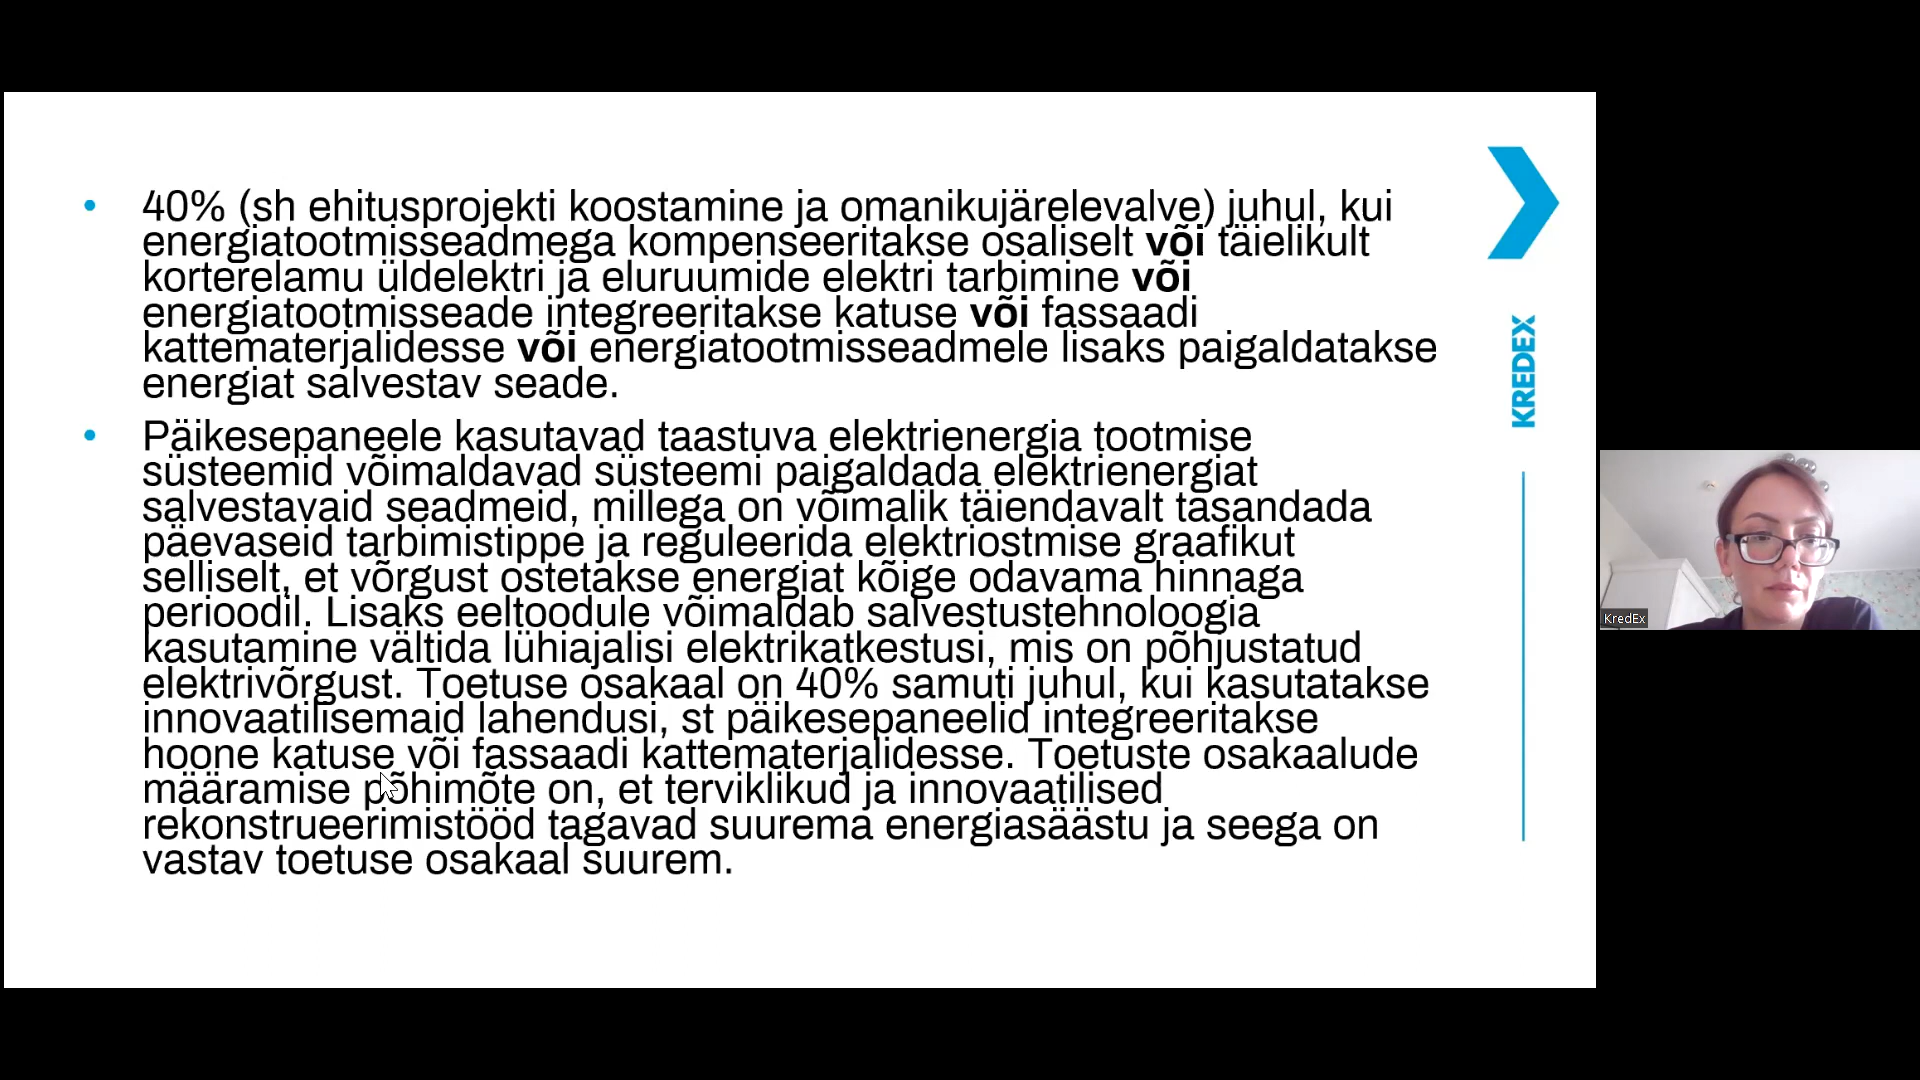 40% (sh ehitusprojekti koostamine ja omanikujärelevalve) juhul, kui
energiatootmisseadmega kompenseeritakse osaliselt või täielikult
korterelamu üldelektri ja eluruumide elektri tarbimine või
energiatootmisseade integreeritakse katuse või fassaadi
kattematerjalidesse või energiatootmisseadmele lisaks paigaldatakse
energiat salvestav seade.
Päikesepaneele kasutavad taastuva elektrienergia tootmise
süsteemid võimaldavad süsteemi paigaldada elektrienergiat
salvestavaid seadmeid, millega on võimalik täiendavalt tasandada
päevaseid tarbimistippe ja reguleerida elektriostmise graafikut
selliselt, et võrgust ostetakse energiat kõige odavama hinnaga
perioodil. Lisaks eeltoodule võimaldab salvestustehnoloogia
kasutamine vältida lühiajalisi elektrikatkestusi, mis on põhjustatud
elektrivõrgust. Toetuse osakaal on 40% samuti juhul, kui kasutatakse
innovaatilisemaid lahendusi, st päikesepaneelid integreeritakse
hoone katuse või fassaadi kattematerjalidesse. Toetuste osakaalude
määramise põhimõte on, et terviklikud ja innovaatilised
rekonstrueerimistööd tagavad suurema energiasäästu ja seega on
vastav toetuse osakaal suurem.
KREDEX
KredEx